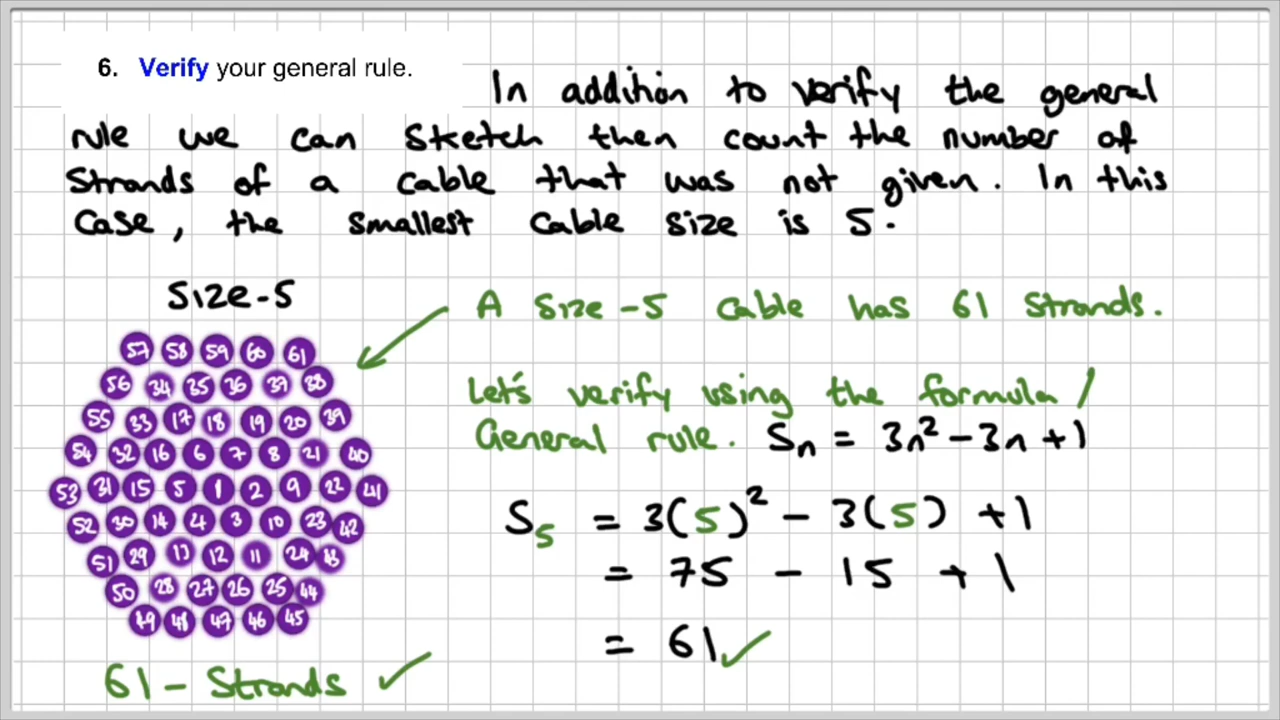 6. Verify your general rule.
In addition to verify the general
rule we can sketch then count the number of
strands of a cable that was not given. In this
case, the smallest cable size is 5.
Size-5
A size-5 cable has 61 strands.
57 58 59 60 61
56 34 35 36 37 38
55 33 17 18 19 20 39
54 32 16 6 7 8 21 40
53 31 15 5 1 2 9 22 41
52 30 14 4 3 10 23 42
51 29 13 12 11 24 43
50 28 27 26 25 44
49 48 47 46 45
61 - Strands ✓
Let's verify using the formula /
General rule. Sn = 3n² - 3n + 1
S5 = 3(5)² - 3(5) + 1
= 75 - 15 + 1
= 61 ✓